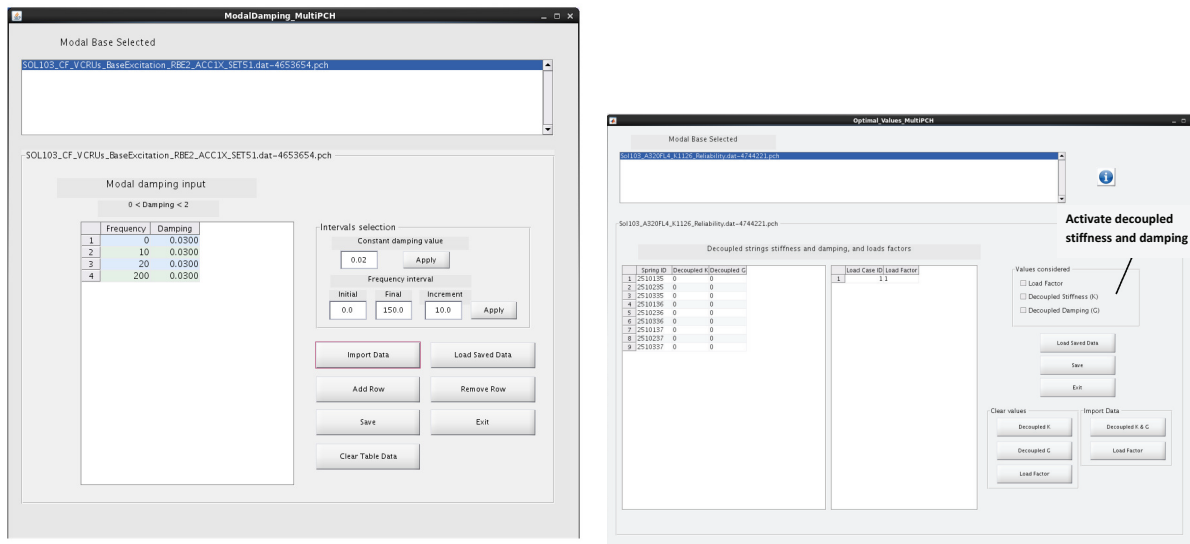 ModalDamping_MultiPCH
Modal Base Selected
SOL103_CF_VCRUs_BaseExcitation_RBE2_ACC1X_SET51.dat-4653654.pch
SOL103_CF_VCRUs_BaseExcitation_RBE2_ACC1X_SET51.dat-4653654.pch
Modal damping input
0 < Damping < 2
Frequency Damping
1 0 0.0300
2 10 0.0300
3 20 0.0300
4 200 0.0300
Intervals selection
Constant damping value
0.02 Apply
Frequency interval
Initial Final Increment
0.0 150.0 10.0 Apply
Import Data Load Saved Data
Add Row Remove Row
Save Exit
Clear Table Data
Optimal_Values_MultiPCH
Modal Base Selected
Sol103_A320FL4_K1126_Reliability.dat-4744221.pch
Sol103_A320FL4_K1126_Reliability.dat-4744221.pch
Activate decoupled
stiffness and damping
Decoupled strings stiffness and damping, and loads factors
Spring ID Decoupled K Decoupled G
1 2510135 0 0
2 2510235 0 0
3 2510335 0 0
4 2510136 0 0
5 2510236 0 0
6 2510336 0 0
7 2510137 0 0
8 2510237 0 0
9 2510337 0 0
Load Case ID Load Factor
1 1 1
Values considered
Load Factor
Decoupled Stiffness (K)
Decoupled Damping (G)
Load Saved Data
Save
Exit
Clear values
Decoupled K
Decoupled G
Load Factor
Import Data
Decoupled K & G
Load Factor